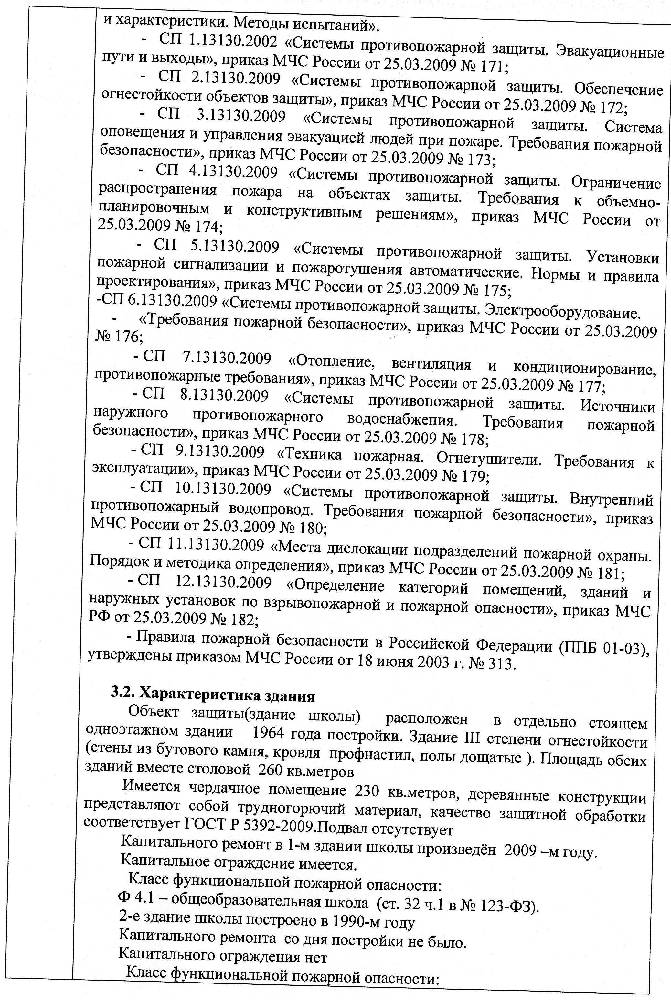 и характеристики. Методы испытаний».
- СП 1.13130.2002 «Системы противопожарной защиты. Эвакуационные
пути и выходы», приказ МЧС России от 25.03.2009 № 171;
- СП 2.13130.2009 «Системы противопожарной защиты. Обеспечение
огнестойкости объектов защиты», приказ МЧС России от 25.03.2009 № 172;
- СП 3.13130.2009 «Системы противопожарной защиты. Система
оповещения и управления эвакуацией людей при пожаре. Требования пожарной
безопасности», приказ МЧС России от 25.03.2009 № 173;
- СП 4.13130.2009 «Системы противопожарной защиты. Ограничение
распространения пожара на объектах защиты. Требования к объемно-
планировочным и конструктивным решениям», приказ МЧС России от
25.03.2009 № 174;
- СП 5.13130.2009 «Системы противопожарной защиты. Установки
пожарной сигнализации и пожаротушения автоматические. Нормы и правила
проектирования», приказ МЧС России от 25.03.2009 № 175;
-СП 6.13130.2009 «Системы противопожарной защиты. Электрооборудование.
- «Требования пожарной безопасности», приказ МЧС России от 25.03.2009
№ 176;
- СП 7.13130.2009 «Отопление, вентиляция и кондиционирование,
противопожарные требования», приказ МЧС России от 25.03.2009 № 177;
- СП 8.13130.2009 «Системы противопожарной защиты. Источники
наружного противопожарного водоснабжения. Требования пожарной
безопасности», приказ МЧС России от 25.03.2009 № 178;
- СП 9.13130.2009 «Техника пожарная. Огнетушители. Требования к
эксплуатации», приказ МЧС России от 25.03.2009 № 179;
- СП 10.13130.2009 «Системы противопожарной защиты. Внутренний
противопожарный водопровод. Требования пожарной безопасности», приказ
МЧС России от 25.03.2009 № 180;
- СП 11.13130.2009 «Места дислокации подразделений пожарной охраны.
Порядок и методика определения», приказ МЧС России от 25.03.2009 № 181;
- СП 12.13130.2009 «Определение категорий помещений, зданий и
наружных установок по взрывопожарной и пожарной опасности», приказ МЧС
РФ от 25.03.2009 № 182;
- Правила пожарной безопасности в Российской Федерации (ППБ 01-03),
утверждены приказом МЧС России от 18 июня 2003 г. № 313.
3.2. Характеристика здания
Объект защиты(здание школы) расположен в отдельно стоящем
одноэтажном здании 1964 года постройки. Здание III степени огнестойкости
(стены из бутового камня, кровля профнастил, полы дощатые ). Площадь обеих
зданий вместе столовой 260 кв.метров
Имеется чердачное помещение 230 кв.метров, деревянные конструкции
представляют собой трудногорючий материал, качество защитной обработки
соответствует ГОСТ Р 5392-2009.Подвал отсутствует
Капитального ремонт в 1-м здании школы произведён 2009 –м году.
Капитальное ограждение имеется.
Класс функциональной пожарной опасности:
Ф 4.1 – общеобразовательная школа (ст. 32 ч.1 в № 123-ФЗ).
2-е здание школы построено в 1990-м году
Капитального ремонта со дня постройки не было.
Капитального ограждения нет
Класс функциональной пожарной опасности: